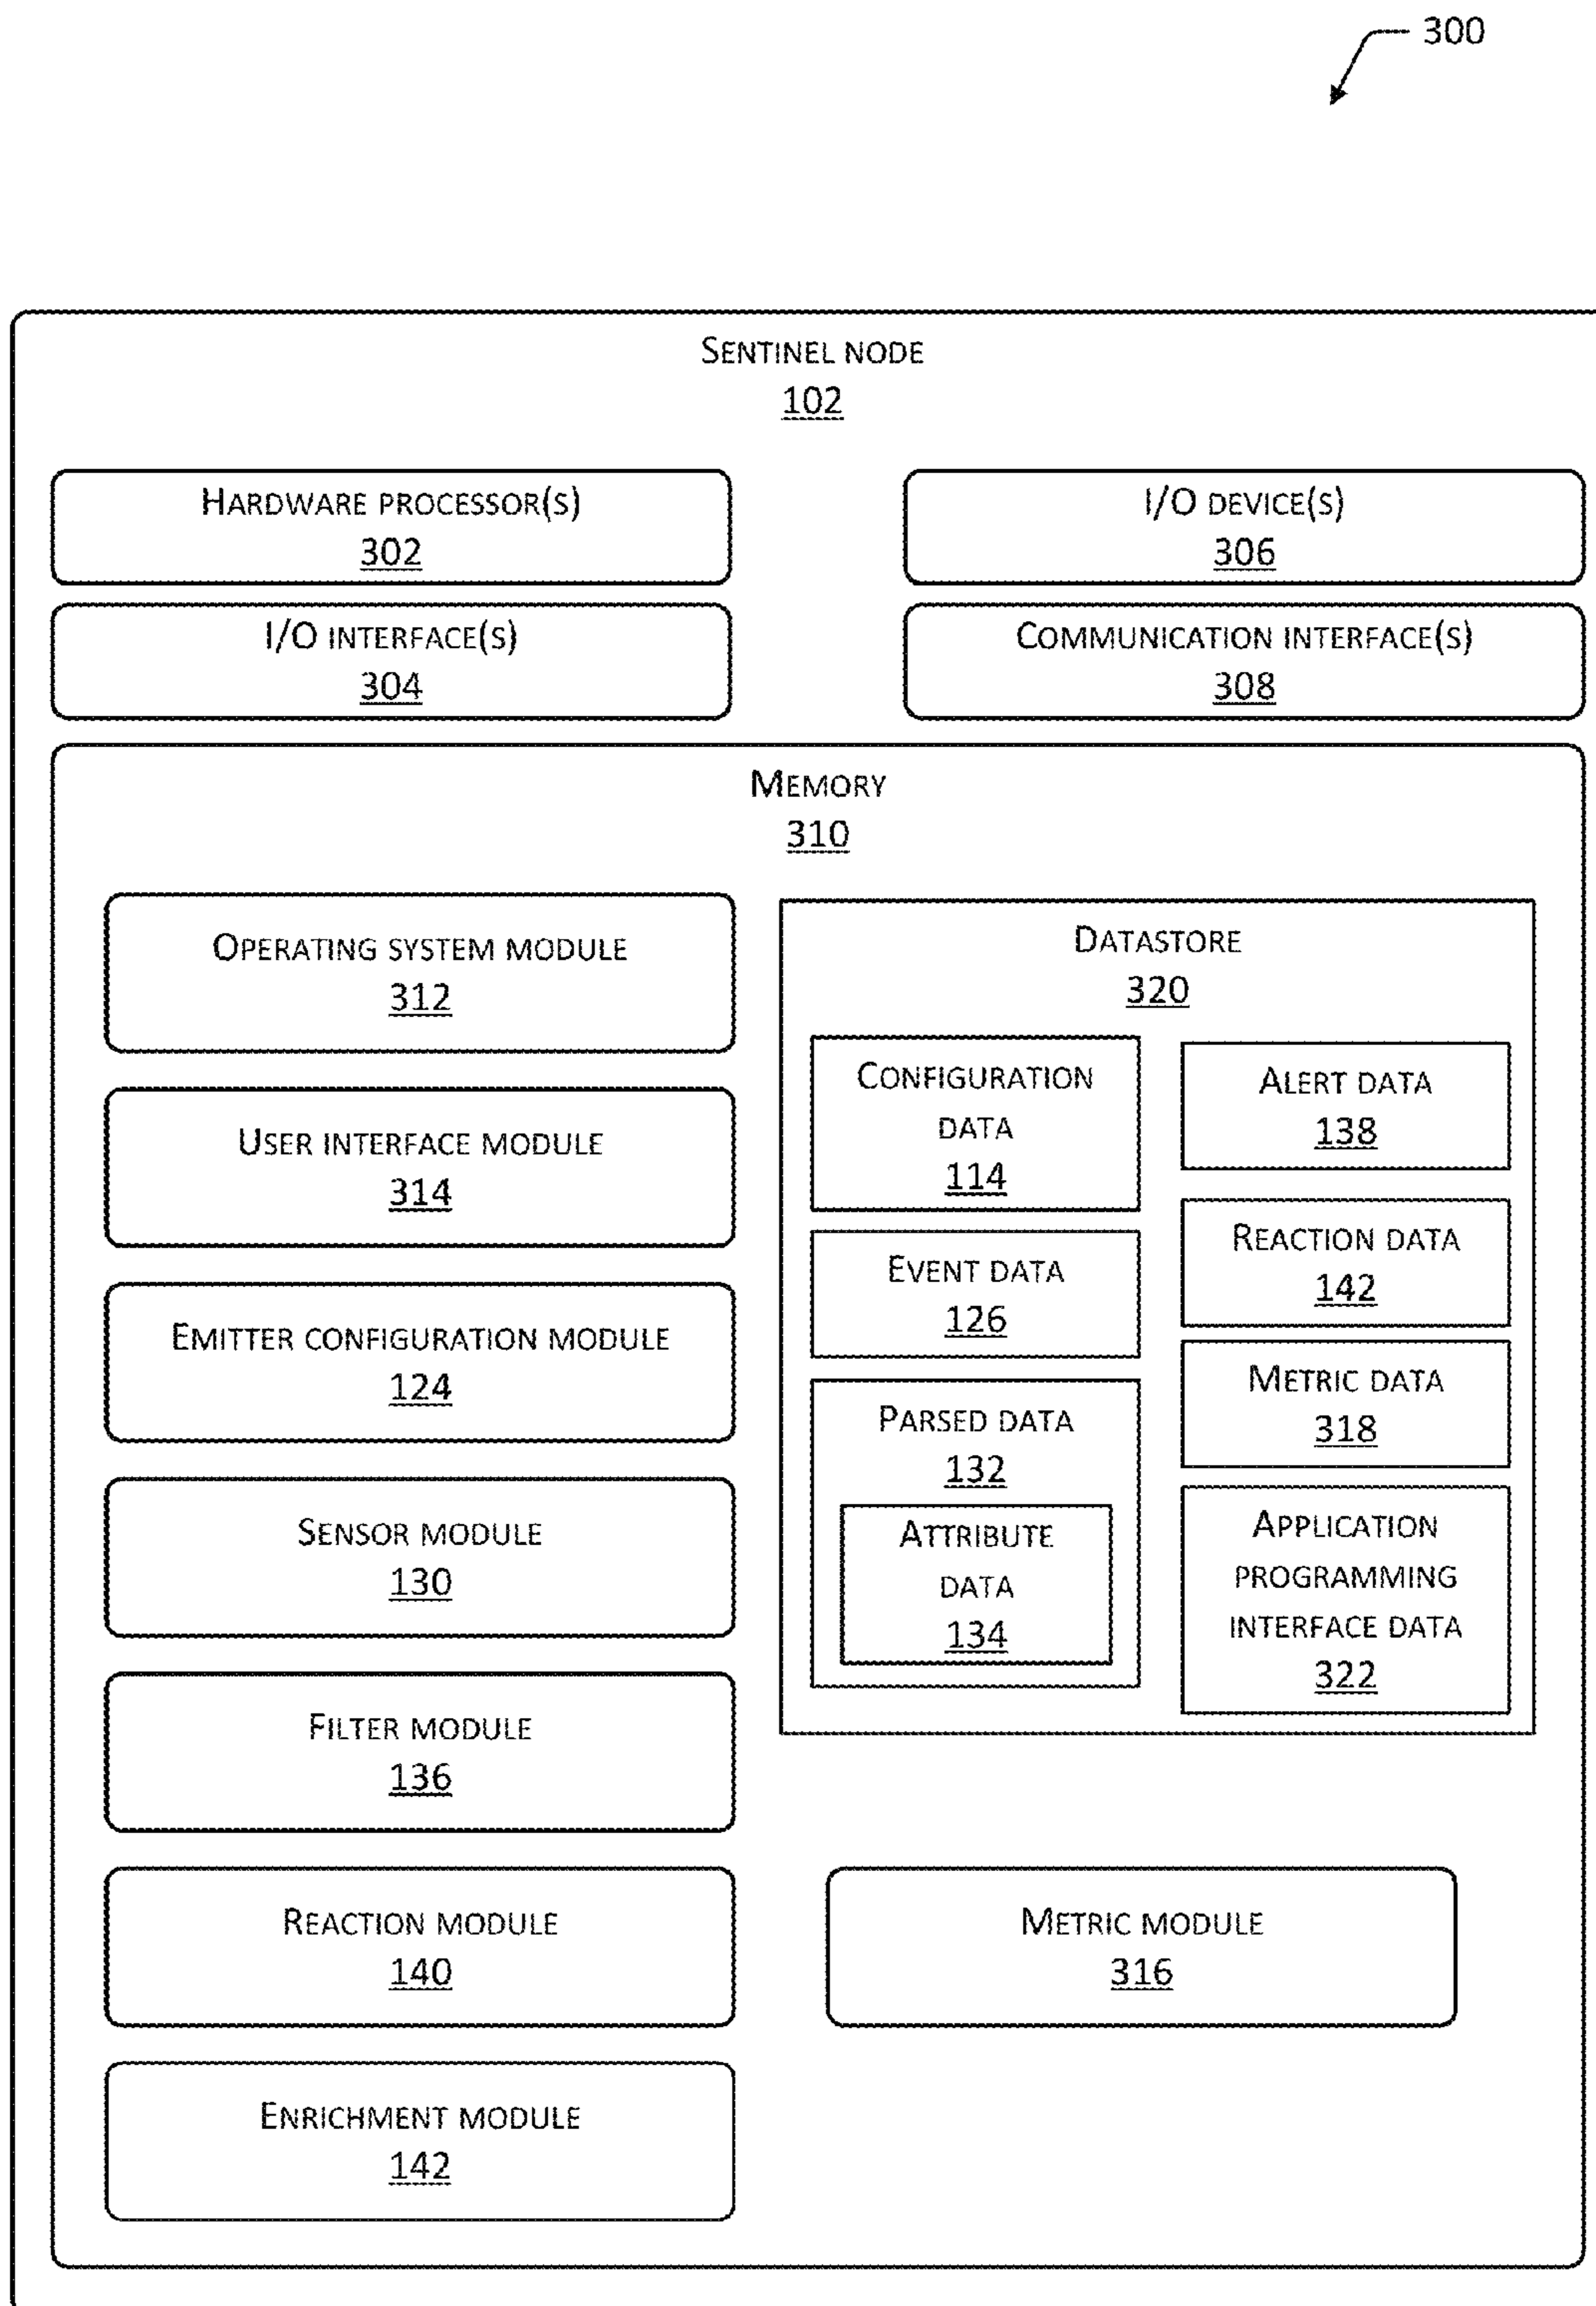 300
SENTINEL NODE
102
HARDWARE PROCESSOR(S)
302
I/O DEVICE(S)
306
I/O INTERFACE(S)
304
COMMUNICATION INTERFACE(S)
308
MEMORY
310
OPERATING SYSTEM MODULE
312
USER INTERFACE MODULE
314
EMITTER CONFIGURATION MODULE
124
SENSOR MODULE
130
FILTER MODULE
136
REACTION MODULE
140
ENRICHMENT MODULE
142
DATASTORE
320
CONFIGURATION
DATA
114
EVENT DATA
126
PARSED DATA
132
ATTRIBUTE
DATA
134
ALERT DATA
138
REACTION DATA
142
METRIC DATA
318
APPLICATION
PROGRAMMING
INTERFACE DATA
322
METRIC MODULE
316